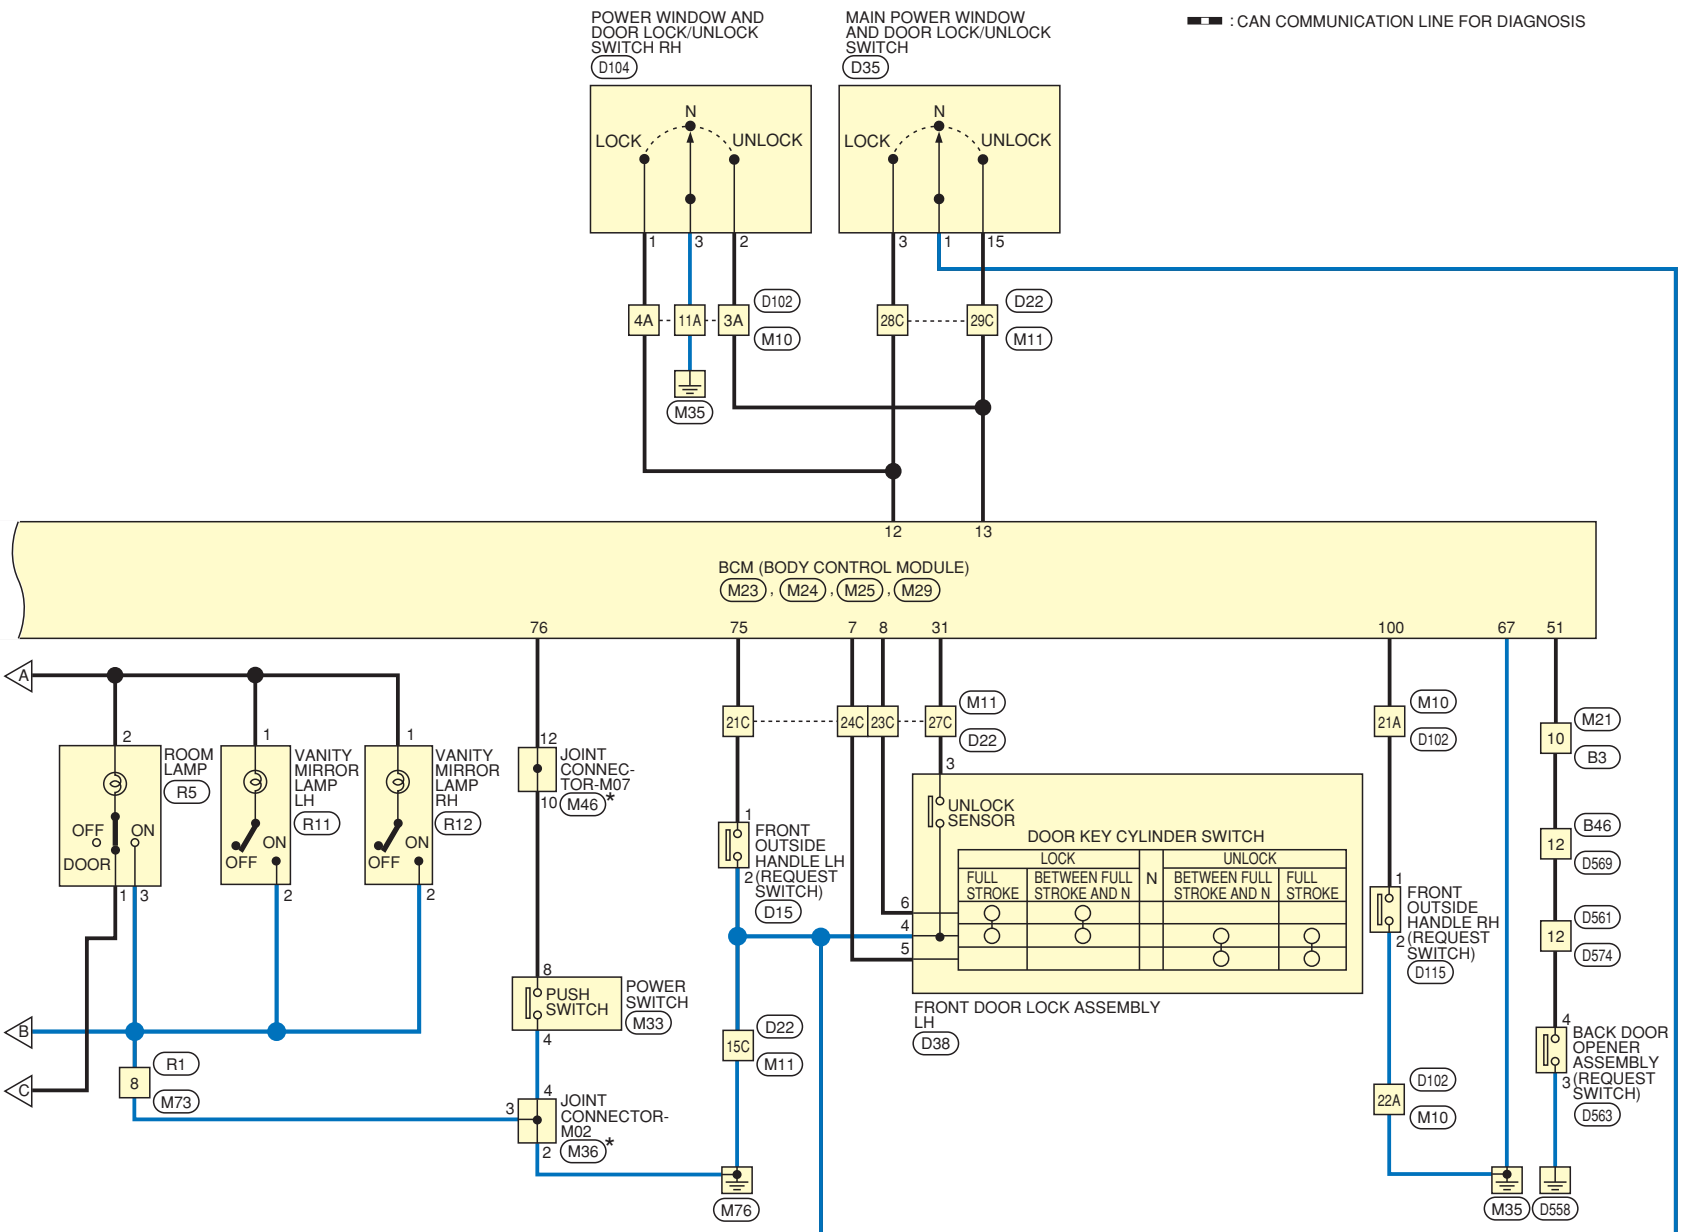 POWER WINDOW AND
DOOR LOCK/UNLOCK
SWITCH RH
D104
MAIN POWER WINDOW
AND DOOR LOCK/UNLOCK
SWITCH
D35
: CAN COMMUNICATION LINE FOR DIAGNOSIS
N
LOCK
UNLOCK
N
LOCK
UNLOCK
1
3
2
3
1
15
4A
11A
3A
D102
M10
28C
29C
D22
M11
M35
12
13
BCM (BODY CONTROL MODULE)
M23 , M24 , M25 , M29
76
75
7
8
31
100
67
51
A
2
ROOM
LAMP
R5
OFF
ON
DOOR
1
3
1
VANITY
MIRROR
LAMP
LH
R11
ON
OFF
2
1
VANITY
MIRROR
LAMP
RH
R12
ON
OFF
2
12
JOINT
CONNEC-
TOR-M07
10
M46 *
21C
24C
23C
27C
M11
D22
21A
M10
D102
10
M21
B3
12
B46
D569
12
D561
D574
1
FRONT
OUTSIDE
HANDLE LH
2 (REQUEST
SWITCH)
D15
3
UNLOCK
SENSOR
DOOR KEY CYLINDER SWITCH
LOCK
N
UNLOCK
FULL
STROKE
BETWEEN FULL
STROKE AND N
BETWEEN FULL
STROKE AND N
FULL
STROKE
6
4
5
FRONT DOOR LOCK ASSEMBLY
LH
D38
1
FRONT
OUTSIDE
HANDLE RH
2 (REQUEST
SWITCH)
D115
8
PUSH
SWITCH
POWER
SWITCH
M33
4
B
C
8
R1
M73
4
3
JOINT
CONNECTOR-
M02
M36 *
2
15C
D22
M11
M76
4
BACK DOOR
OPENER
ASSEMBLY
3 (REQUEST
SWITCH)
D563
22A
D102
M10
M35
D558